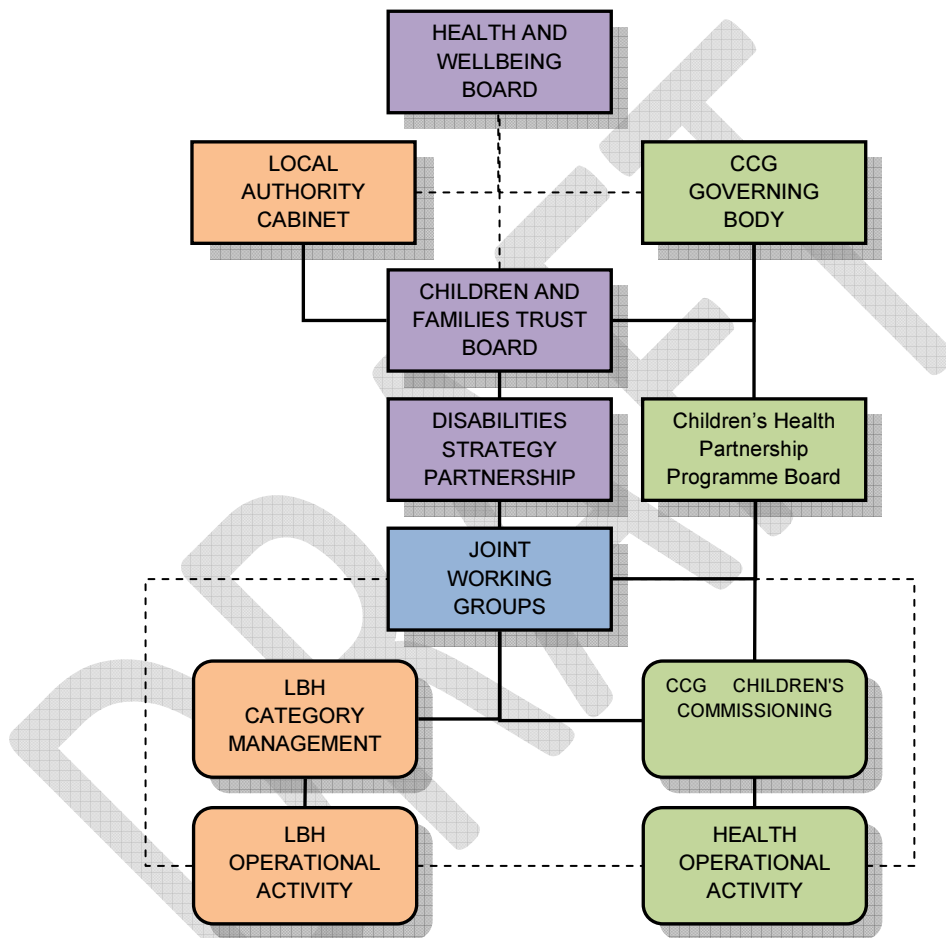 HEALTH AND
WELLBEING
BOARD
LOCAL
AUTHORITY
CABINET
CCG
GOVERNING
BODY
CHILDREN AND
FAMILIES TRUST
BOARD
DISABILITIES
STRATEGY
PARTNERSHIP
Children’s Health
Partnership
Programme Board
JOINT
WORKING
GROUPS
LBH
CATEGORY
MANAGEMENT
CCG CHILDREN'S
COMMISSIONING
LBH
OPERATIONAL
ACTIVITY
HEALTH
OPERATIONAL
ACTIVITY
DRAFT